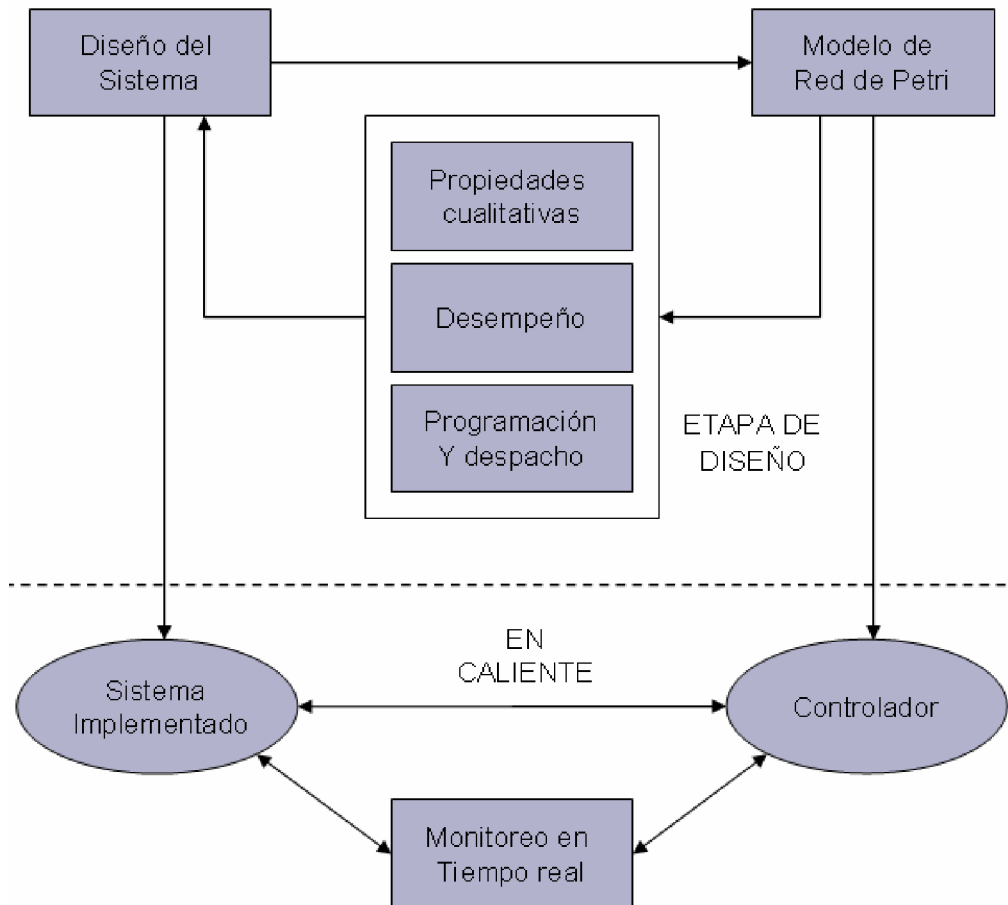 Diseño del
Sistema
Modelo de
Red de Petri
Propiedades
cualitativas
Desempeño
Programación
Y despacho
ETAPA DE
DISEÑO
EN
CALIENTE
Sistema
Implementado
Controlador
Monitoreo en
Tiempo real